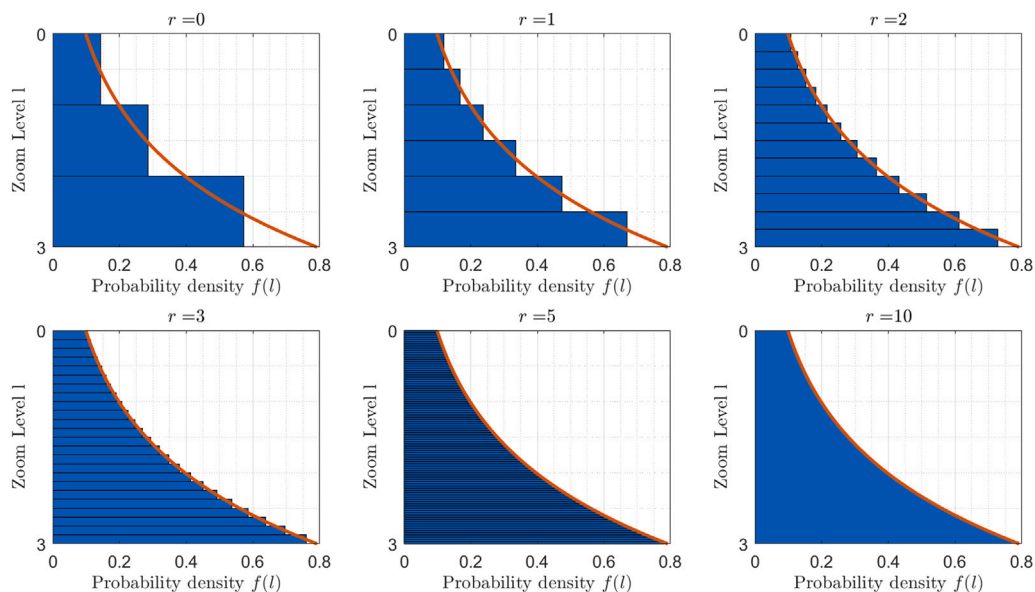 r =0
r =1
r =2
0
0
0
Zoom Level l
Zoom Level l
Zoom Level l
3
3
3
0 0.2 0.4 0.6 0.8
0 0.2 0.4 0.6 0.8
0 0.2 0.4 0.6 0.8
Probability density f(l)
Probability density f(l)
Probability density f(l)
r =3
r =5
r =10
0
0
0
Zoom Level l
Zoom Level l
Zoom Level l
3
3
3
0 0.2 0.4 0.6 0.8
0 0.2 0.4 0.6 0.8
0 0.2 0.4 0.6 0.8
Probability density f(l)
Probability density f(l)
Probability density f(l)